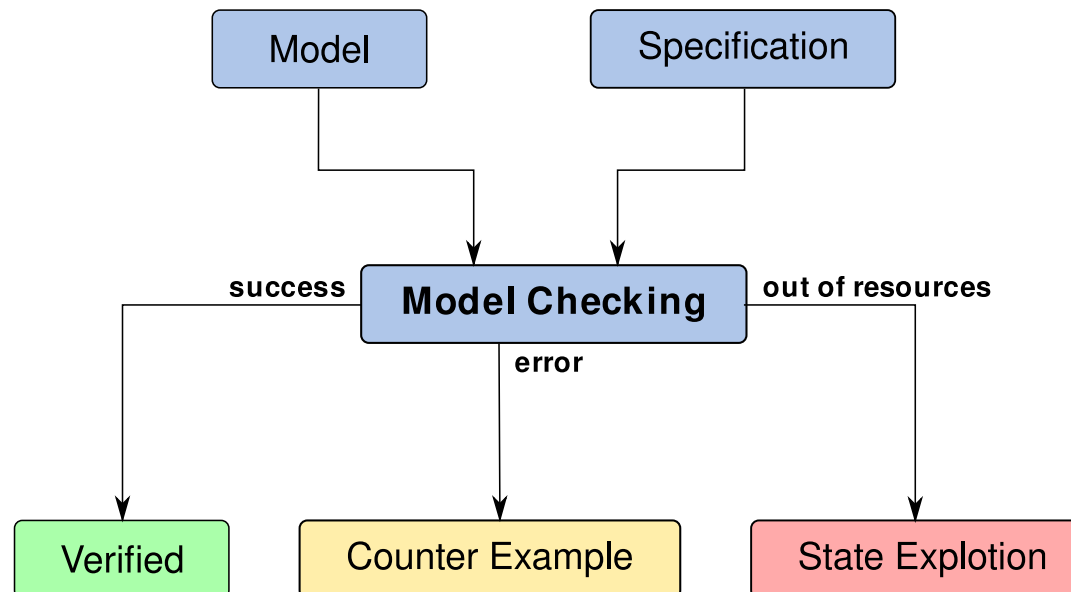 Model
Specification
success
Model Checking
out of resources
error
Verified
Counter Example
State Explotion